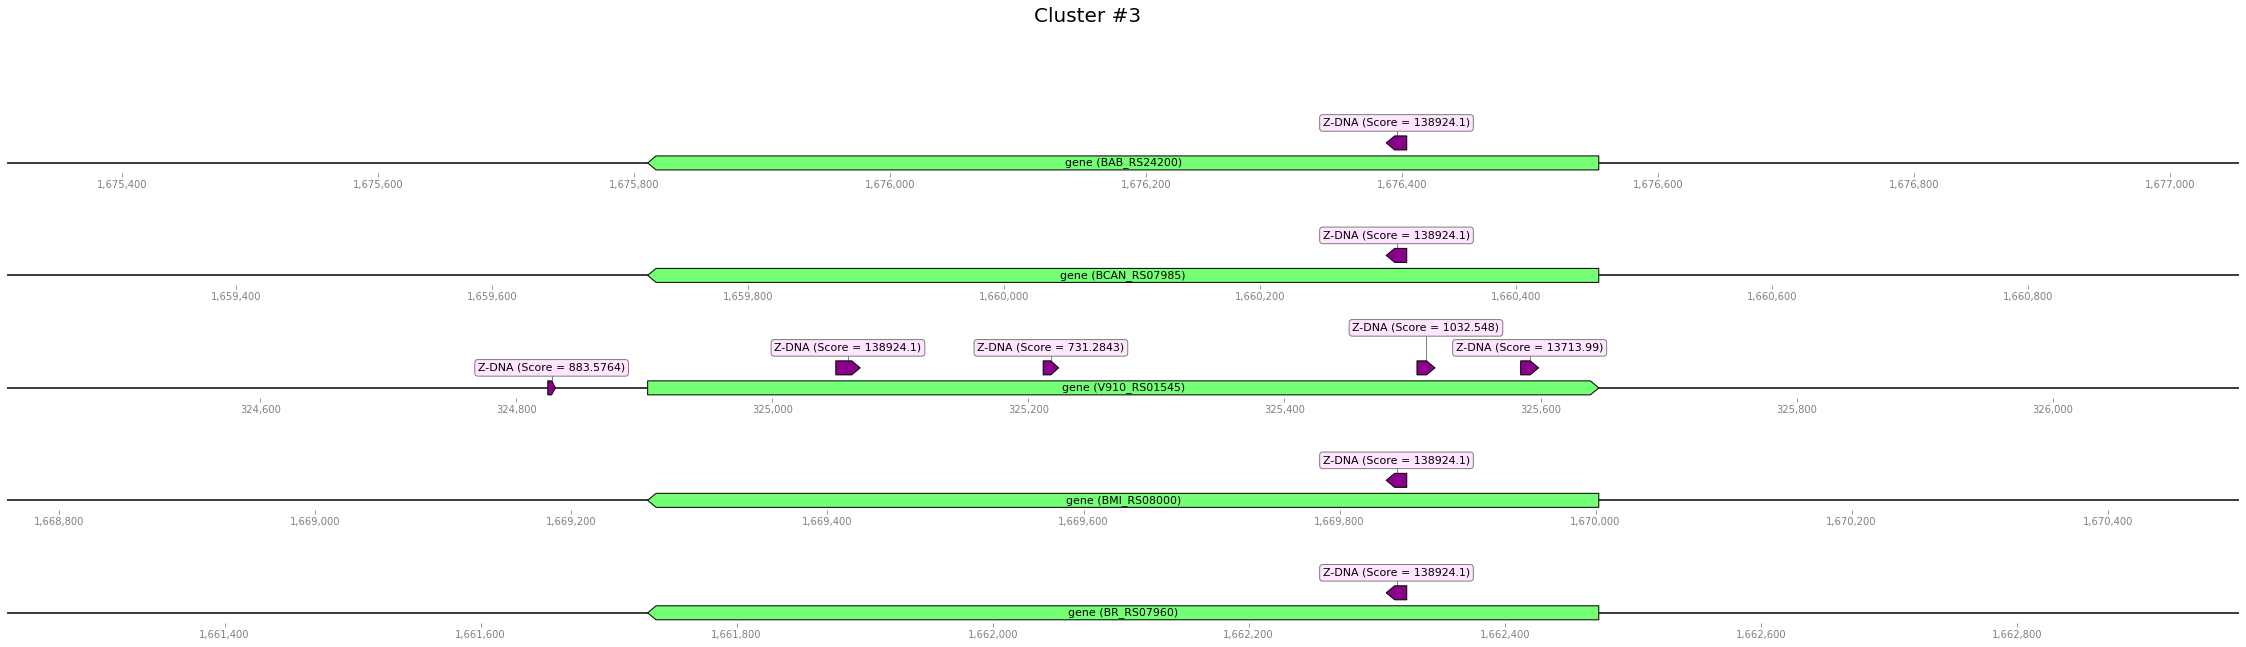 Cluster #3
Z-DNA (Score = 138924.1)
gene (BAB_RS24200)
1,675,400 1,675,600 1,675,800 1,676,000 1,676,200 1,676,400 1,676,600 1,676,800 1,677,000
Z-DNA (Score = 138924.1)
gene (BCAN_RS07985)
1,659,400 1,659,600 1,659,800 1,660,000 1,660,200 1,660,400 1,660,600 1,660,800
Z-DNA (Score = 1032.548)
Z-DNA (Score = 138924.1) Z-DNA (Score = 731.2843) Z-DNA (Score = 13713.99)
Z-DNA (Score = 883.5764)
gene (V910_RS01545)
324,600 324,800 325,000 325,200 325,400 325,600 325,800 326,000
Z-DNA (Score = 138924.1)
gene (BMI_RS08000)
1,668,800 1,669,000 1,669,200 1,669,400 1,669,600 1,669,800 1,670,000 1,670,200 1,670,400
Z-DNA (Score = 138924.1)
gene (BR_RS07960)
1,661,400 1,661,600 1,661,800 1,662,000 1,662,200 1,662,400 1,662,600 1,662,800